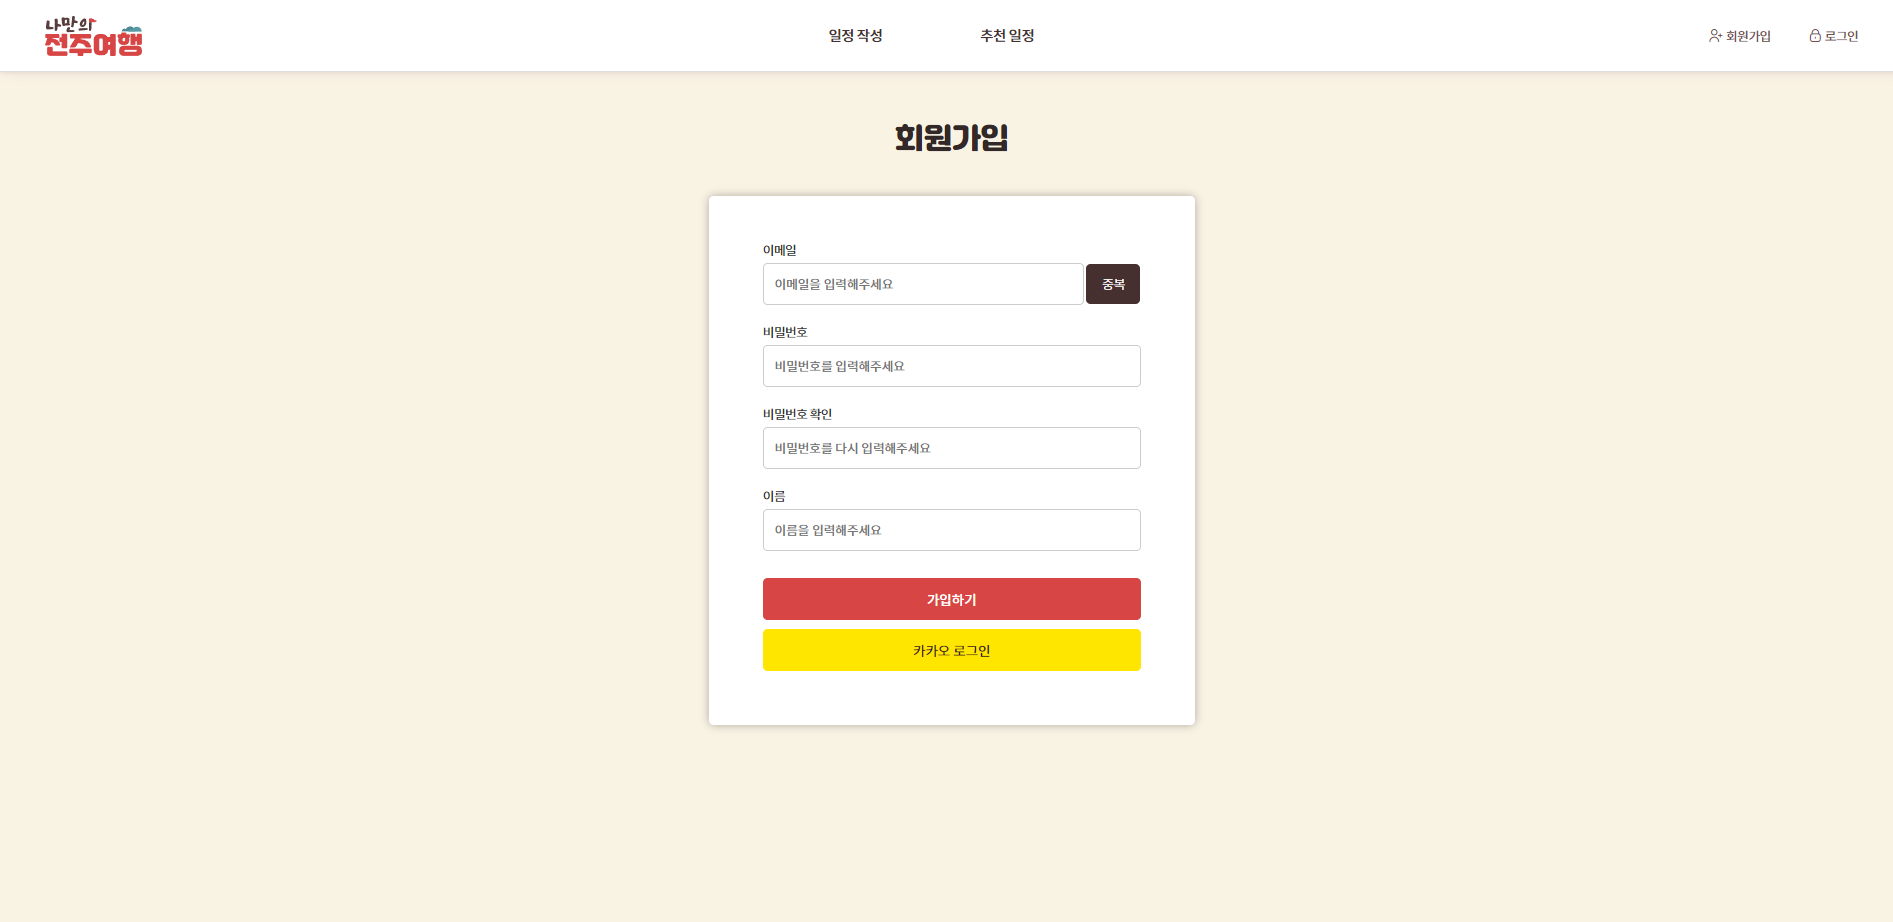 나만의
전주여행
일정 작성
추천 일정
회원가입
로그인
회원가입
이메일
이메일을 입력해주세요
중복
비밀번호
비밀번호를 입력해주세요
비밀번호 확인
비밀번호를 다시 입력해주세요
이름
이름을 입력해주세요
가입하기
카카오 로그인